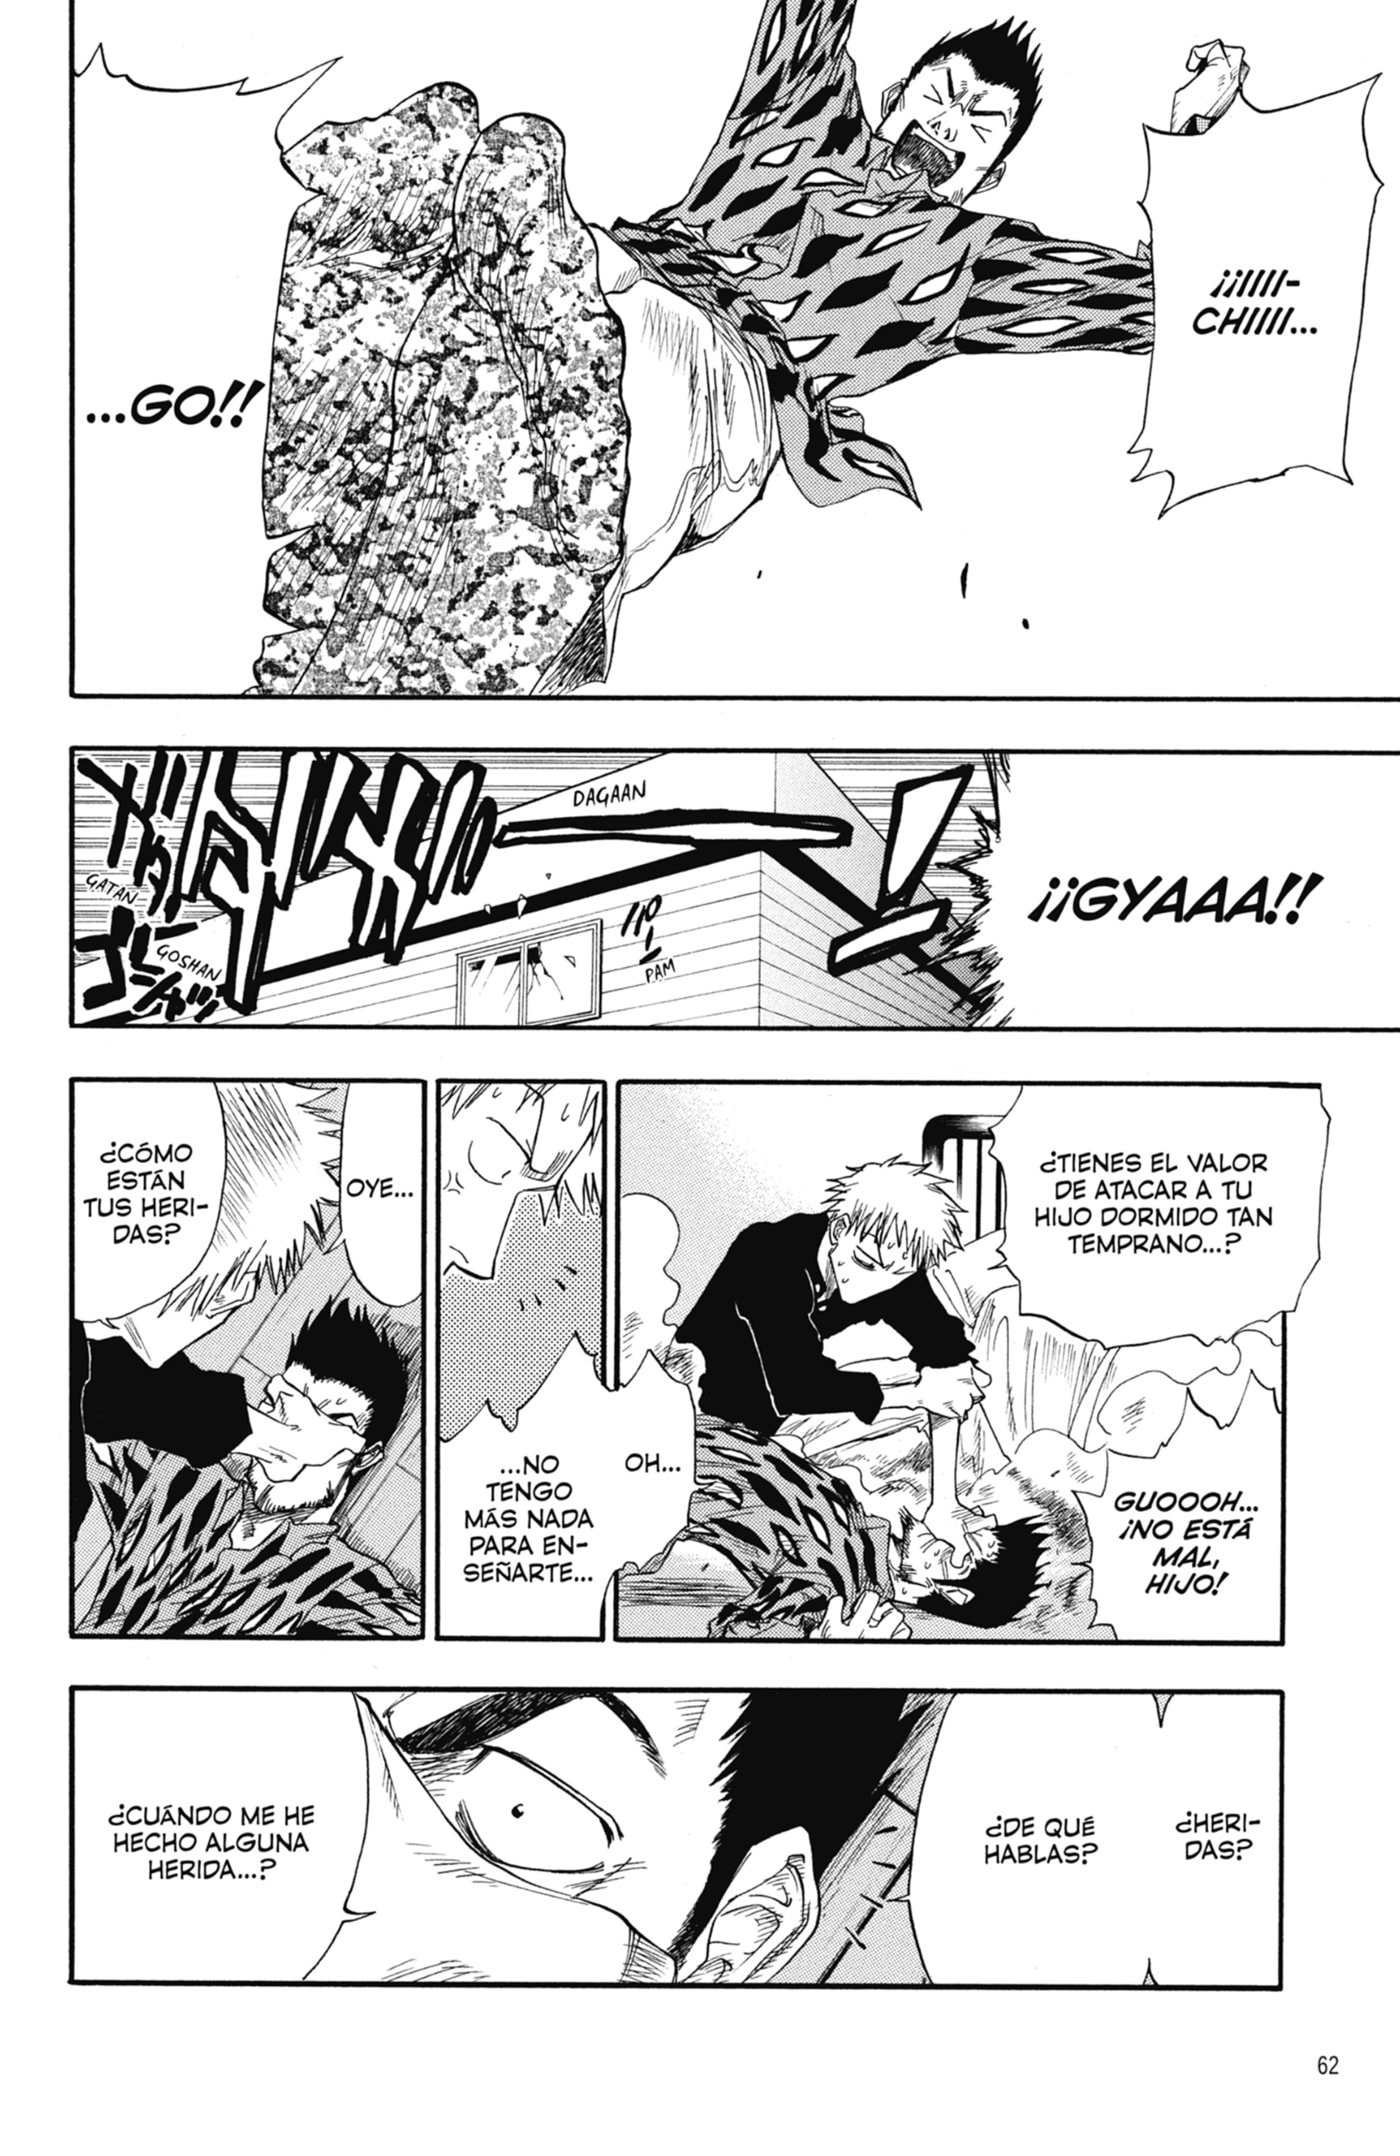 ¡¡IIIII-
CHIIII...
...GO!!
¡¡GYAAA!!
DAGAAN
PAM
パー
GATAN
GOSHAN
¿TIENES EL VALOR
DE ATACAR A TU
HIJO DORMIDO TAN
TEMPRANO...?
GUOOOH...
¡NO ESTÁ
MAL,
HIJO!
OH...
...NO
TENGO
MÁS NADA
PARA EN-
SEÑARTE...
OYE...
¿CÓMO
ESTÁN
TUS HERI-
DAS?
¿HERI-
DAS?
¿DE QUÉ
HABLAS?
¿CUÁNDO ME HE
HECHO ALGUNA
HERIDA...?
62